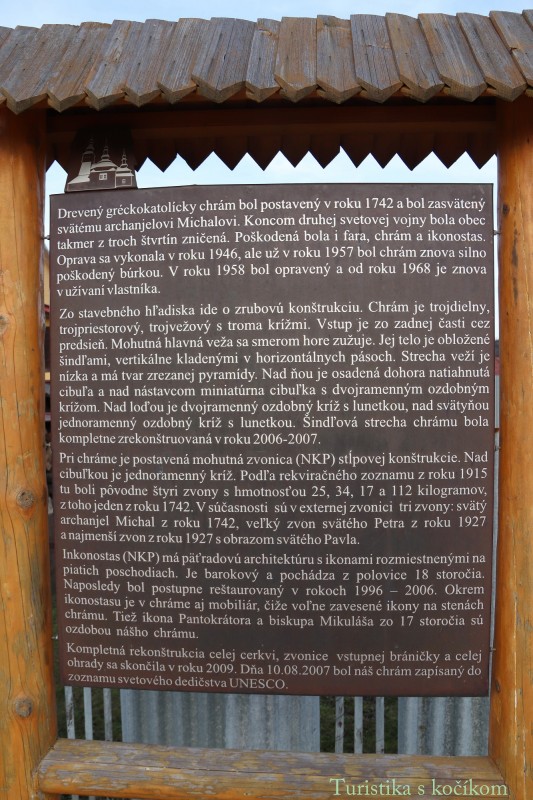 Drevený gréckokatolícky chrám bol postavený v roku 1742 a bol zasvätený
svätému archanjelovi Michalovi. Koncom druhej svetovej vojny bola obec
takmer z troch štvrtín zničená. Poškodená bola i fara, chrám a ikonostas.
Oprava sa vykonala v roku 1946, ale už v roku 1957 bol chrám znova silno
poškodený búrkou. V roku 1958 bol opravený a od roku 1968 je znova
v užívaní vlastníka.
Zo stavebného hľadiska ide o zrubovú konštrukciu. Chrám je trojdielny,
trojpriestorový, trojvežový s troma krížmi. Vstup je zo zadnej časti cez
predsieň. Mohutná hlavná veža sa smerom hore zužuje. Jej telo je obložené
šindľami, vertikálne kladenými v horizontálnych pásoch. Strecha veží je
nízka a má tvar zrezanej pyramídy. Nad ňou je osadená dohora natiahnutá
cibuľa a nad nástavcom miniatúrna cibuľka s dvojramenným ozdobným
krížom. Nad loďou je dvojramenný ozdobný kríž s lunetkou, nad svätyňou
jednoramenný ozdobný kríž s lunetkou. Šindľová strecha chrámu bola
kompletne zrekonštruovaná v roku 2006-2007.
Pri chráme je postavená mohutná zvonica (NKP) stĺpovej konštrukcie. Nad
cibuľkou je jednoramenný kríž. Podľa rekviračného zoznamu z roku 1915
tu boli pôvodne štyri zvony s hmotnosťou 25, 34, 17 a 112 kilogramov,
z toho jeden z roku 1742. V súčasnosti sú v externej zvonici tri zvony: svätý
archanjel Michal z roku 1742, veľký zvon svätého Petra z roku 1927
a najmenší zvon z roku 1927 s obrazom svätého Pavla.
Inkonostas (NKP) má päťradovú architektúru s ikonami rozmiestnenými na
piatich poschodiach. Je barokový a pochádza z polovice 18 storočia.
Naposledy bol postupne reštaurovaný v rokoch 1996 – 2006. Okrem
ikonostasu je v chráme aj mobiliár, čiže voľne zavesené ikony na stenách
chrámu. Tiež ikona Pantokrátora a biskupa Mikuláša zo 17 storočia sú
ozdobou nášho chrámu.
Kompletná rekonštrukcia celej cerkvi, zvonice vstupnej bráničky a celej
ohrady sa skončila v roku 2009. Dňa 10.08.2007 bol náš chrám zapísaný do
zoznamu svetového dedičstva UNESCO.
Turistika s kočíkom